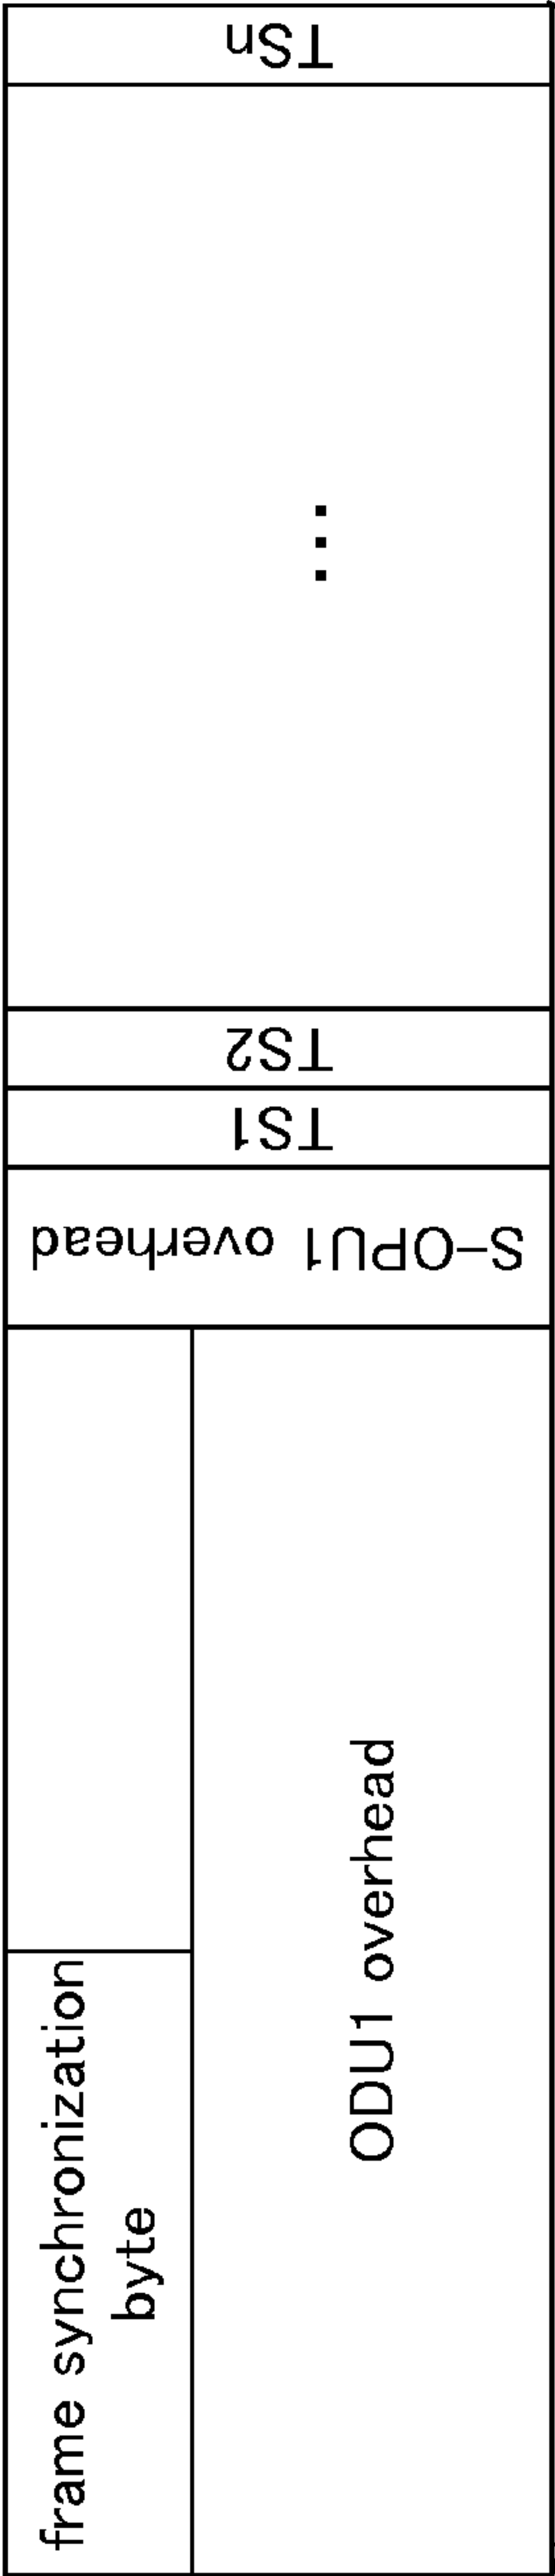 frame synchronization
byte
ODU1 overhead
S-OPU1 overhead
TS1
TS2
...
TSn